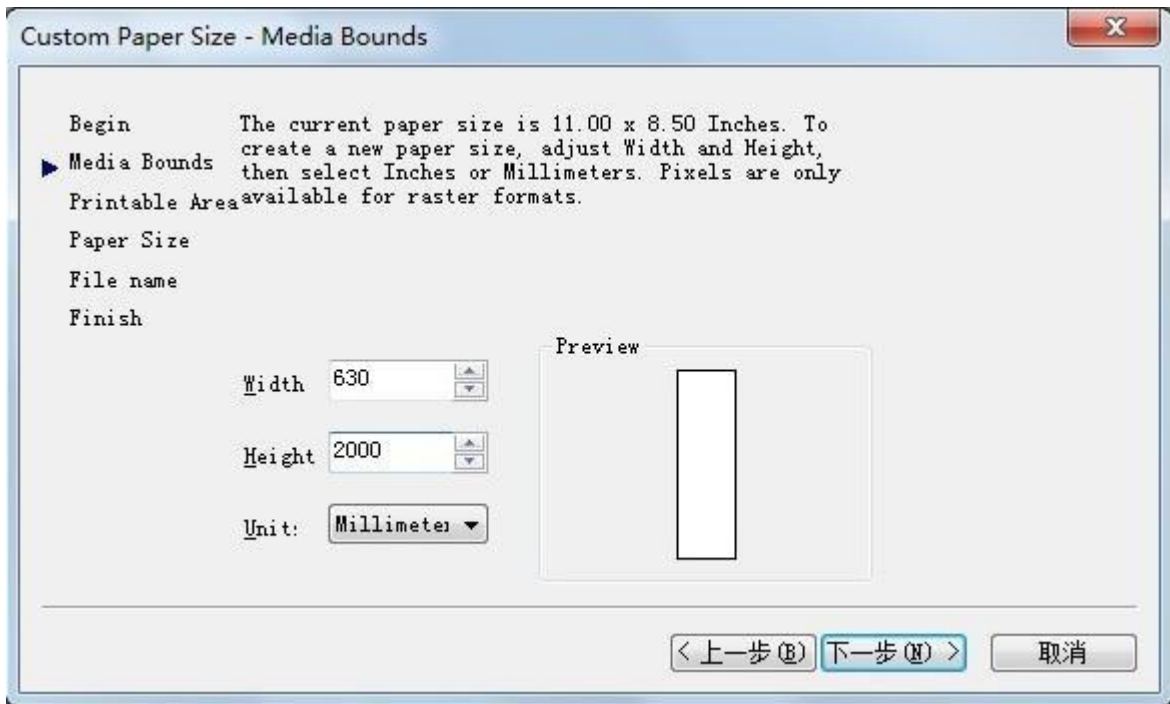 Custom Paper Size - Media Bounds
Begin
Media Bounds
Printable Area
Paper Size
File name
Finish
The current paper size is 11.00 x 8.50 Inches. To
create a new paper size, adjust Width and Height,
then select Inches or Millimeters. Pixels are only
available for raster formats.
Width 630
Height 2000
Unit: Millimeter
Preview
< 上一步(B) 下一步(N) > 取消